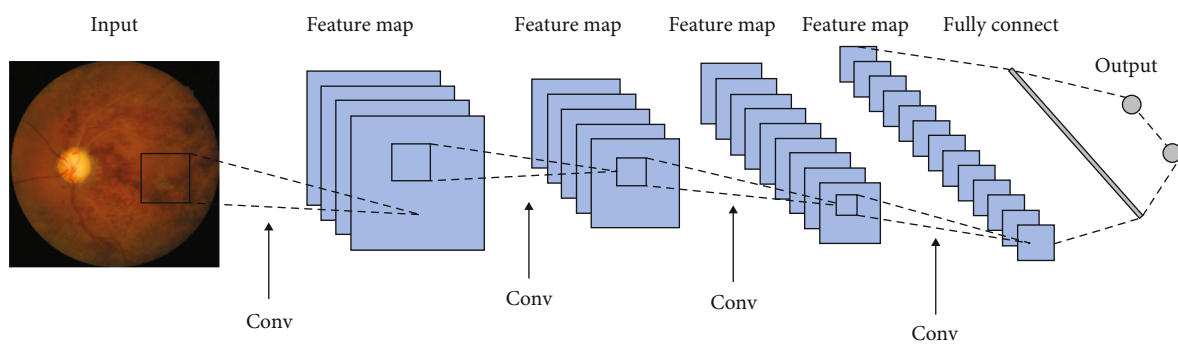 Input
Feature map
Feature map
Feature map
Feature map
Fully connect
Output
Conv
Conv
Conv
Conv